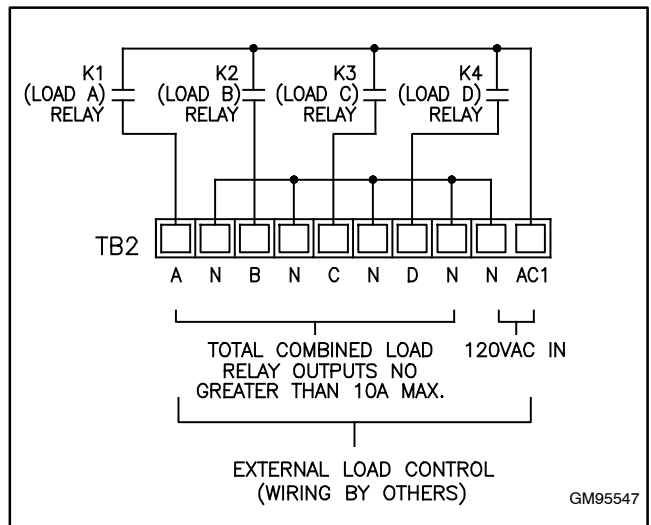 K1
(LOAD A)
RELAY
K2
(LOAD B)
RELAY
K3
(LOAD C)
RELAY
K4
(LOAD D)
RELAY
TB2
A N B N C N D N N AC1
TOTAL COMBINED LOAD
RELAY OUTPUTS NO
GREATER THAN 10A MAX.
120VAC IN
EXTERNAL LOAD CONTROL
(WIRING BY OTHERS)
GM95547